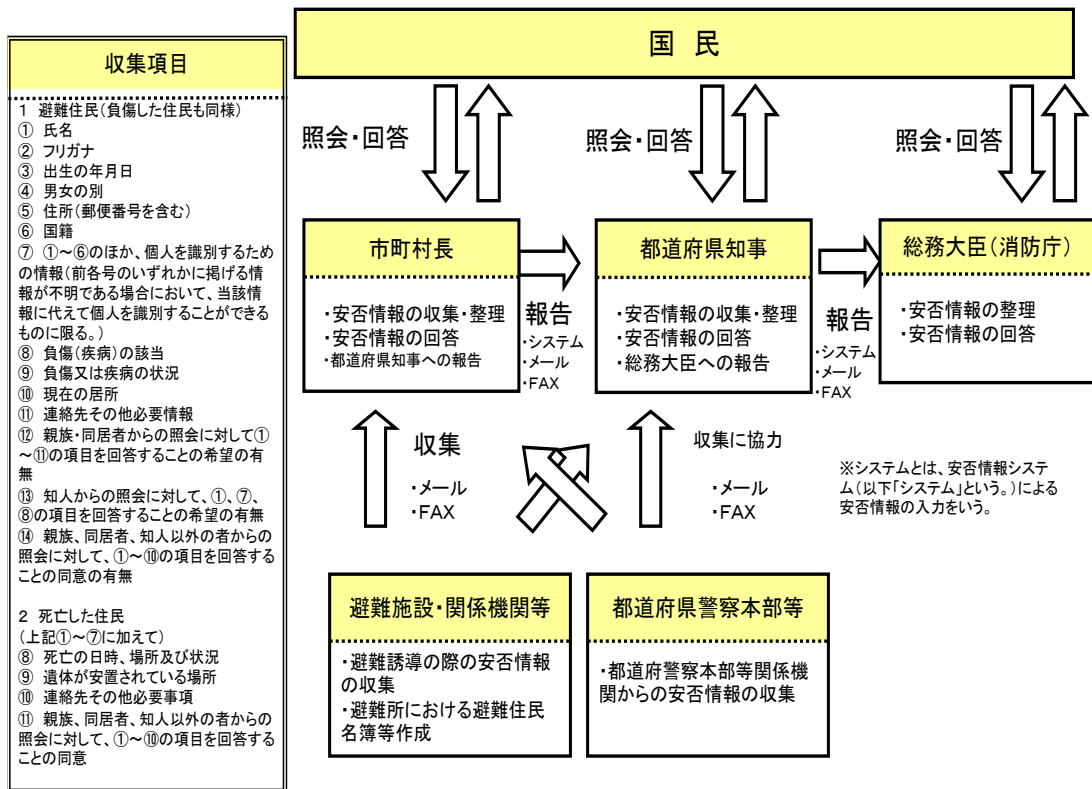 収集項目
1 避難住民(負傷した住民も同様)
① 氏名
② フリガナ
③ 出生の年月日
④ 男女の別
⑤ 住所(郵便番号を含む)
⑥ 国籍
⑦ ①~⑥のほか、個人を識別するため
の情報(前各号のいずれかに掲げる情
報が不明である場合において、当該情
報に代えて個人を識別することができる
ものに限る。)
⑧ 負傷(疾病)の該当
⑨ 負傷又は疾病の状況
⑩ 現在の居所
⑪ 連絡先その他必要情報
⑫ 親族・同居者からの照会に対して①
~⑪の項目を回答することの希望の有
無
⑬ 知人からの照会に対して、①、⑦、
⑧の項目を回答することの希望の有無
⑭ 親族、同居者、知人以外の者からの
照会に対して、①~⑩の項目を回答する
ことの同意の有無
2 死亡した住民
(上記①~⑦に加えて)
⑧ 死亡の日時、場所及び状況
⑨ 遺体が安置されている場所
⑩ 連絡先その他必要事項
⑪ 親族、同居者、知人以外の者からの
照会に対して、①~⑩の項目を回答する
ことの同意
国 民
照会・回答
照会・回答
照会・回答
市町村長
・安否情報の収集・整理
・安否情報の回答
・都道府県知事への報告
報告
・システム
・メール
・FAX
都道府県知事
・安否情報の収集・整理
・安否情報の回答
・総務大臣への報告
報告
・システム
・メール
・FAX
総務大臣(消防庁)
・安否情報の整理
・安否情報の回答
収集
・メール
・FAX
収集に協力
・メール
・FAX
※システムとは、安否情報システ
ム(以下「システム」という。)による
安否情報の入力をいう。
避難施設・関係機関等
・避難誘導の際の安否情報
の収集
・避難所における避難住民
名簿等作成
都道府県警察本部等
・都道府警察本部等関係機
関からの安否情報の収集